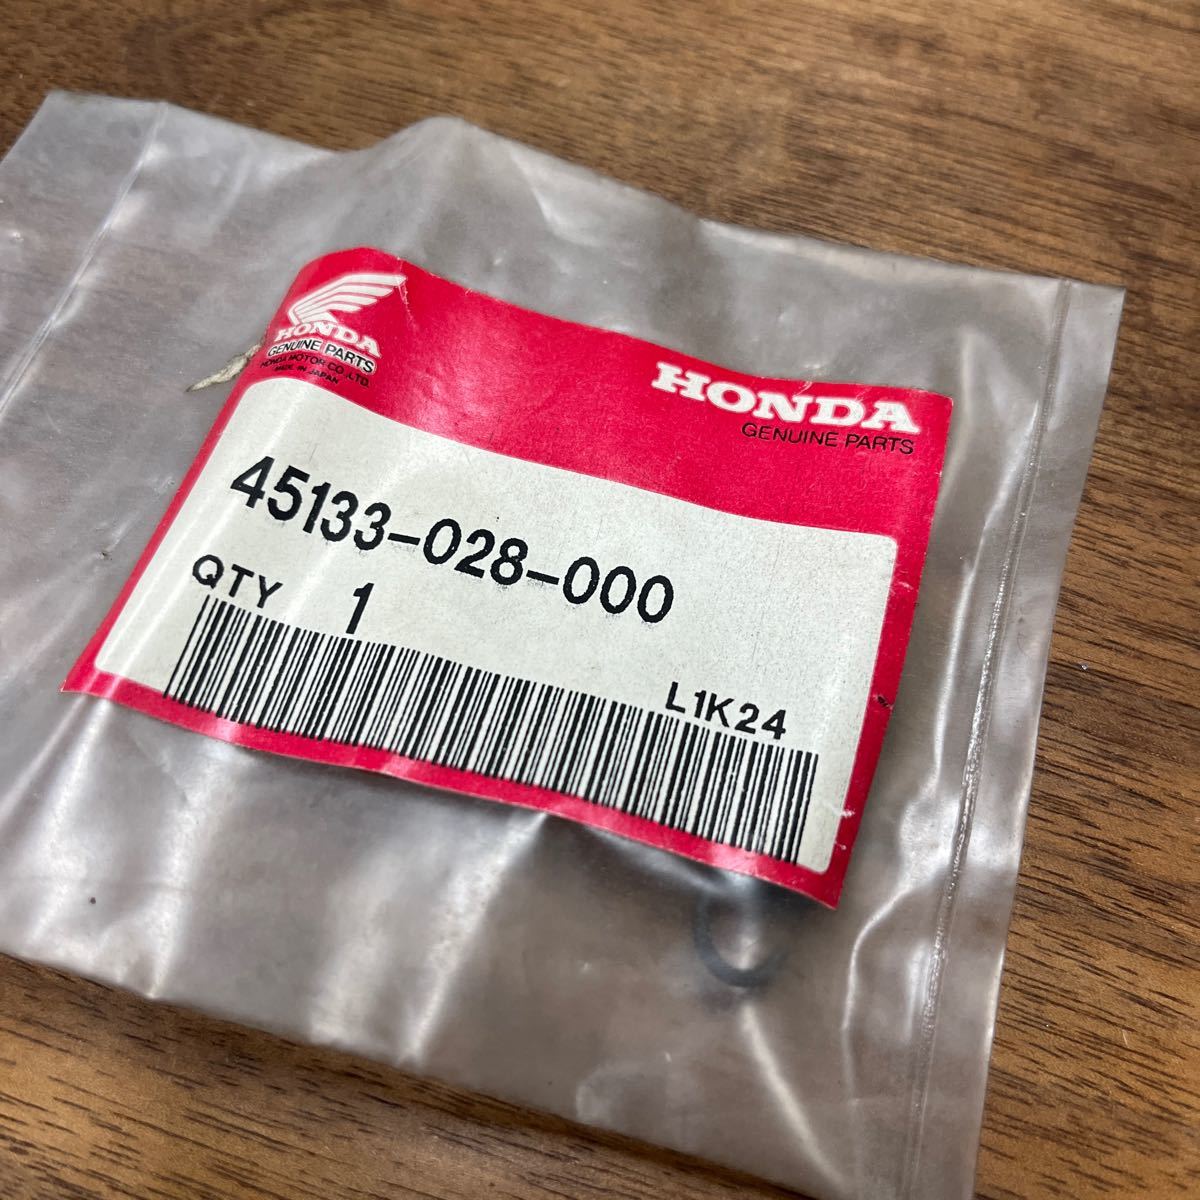 HONDA
GENUINE PARTS
HONDA MOTOR CO.,LTD.
MADE IN JAPAN
HONDA
GENUINE PARTS
45133-028-000
QTY 1
L1K24